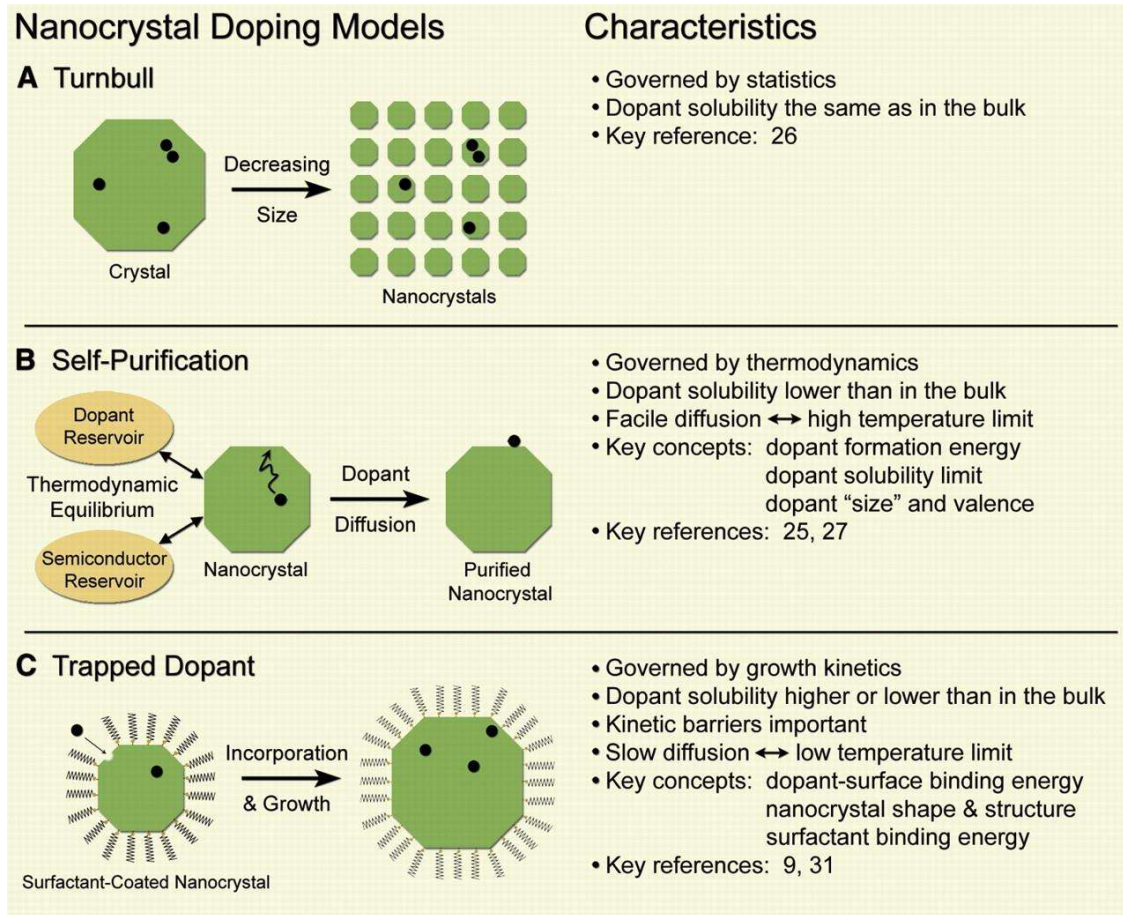 Nanocrystal Doping Models
Characteristics
A Turnbull
Decreasing
Size
Crystal
Nanocrystals
• Governed by statistics
• Dopant solubility the same as in the bulk
• Key reference: 26
B Self-Purification
Dopant
Reservoir
Thermodynamic
Equilibrium
Semiconductor
Reservoir
Nanocrystal
Dopant
Diffusion
Purified
Nanocrystal
• Governed by thermodynamics
• Dopant solubility lower than in the bulk
• Facile diffusion ↔ high temperature limit
• Key concepts: dopant formation energy
dopant solubility limit
dopant “size” and valence
• Key references: 25, 27
C Trapped Dopant
Incorporation
& Growth
Surfactant-Coated Nanocrystal
• Governed by growth kinetics
• Dopant solubility higher or lower than in the bulk
• Kinetic barriers important
• Slow diffusion ↔ low temperature limit
• Key concepts: dopant-surface binding energy
nanocrystal shape & structure
surfactant binding energy
• Key references: 9, 31